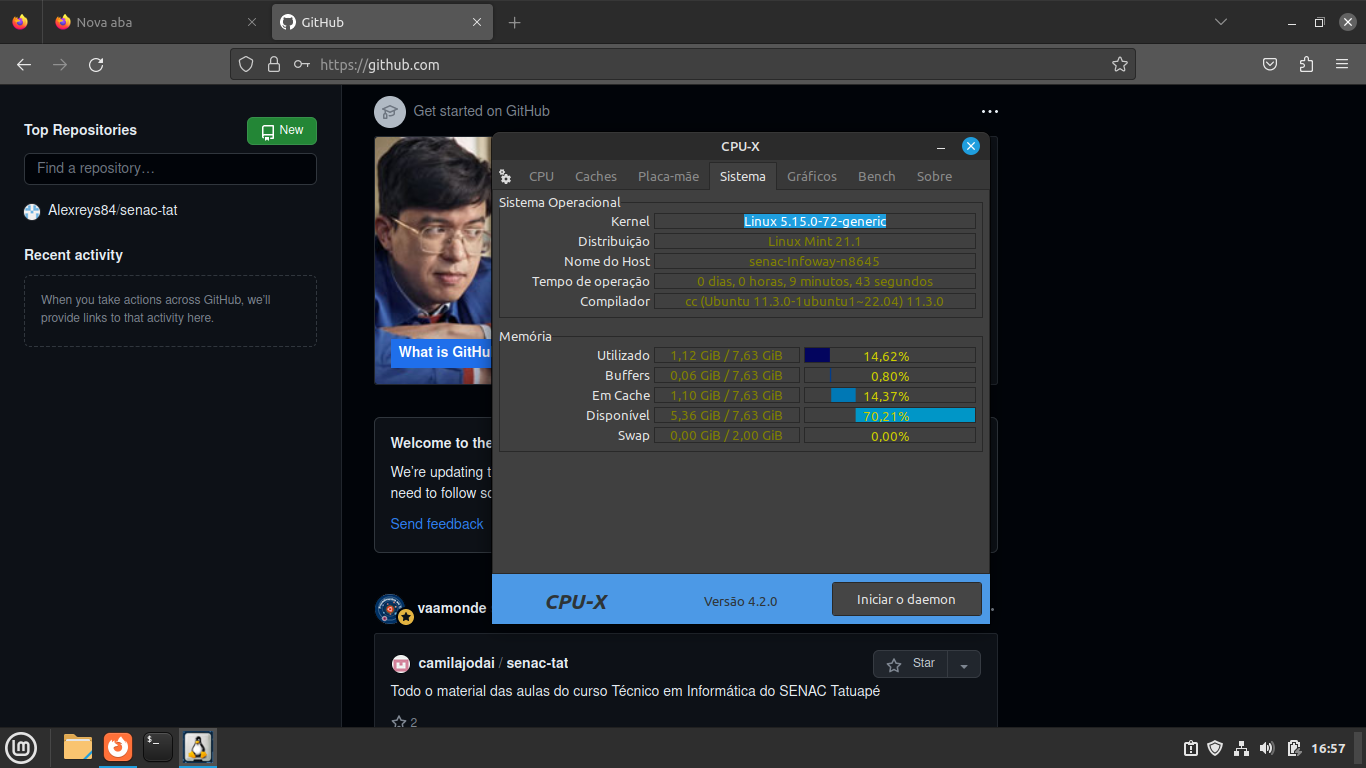 Nova aba
GitHub
https://github.com
Top Repositories
New
Find a repository…
Alexreys84/senac-tat
Recent activity
When you take actions across GitHub, we'll
provide links to that activity here.
Get started on GitHub
What is GitHu
Welcome to the
We're updating t
need to follow so
Send feedback
vaamonde
camilajodai / senac-tat
Star
Todo o material das aulas do curso Técnico em Informática do SENAC Tatuapé
2
CPU-X
CPU Caches Placa-mãe Sistema Gráficos Bench Sobre
Sistema Operacional
Kernel Linux 5.15.0-72-generic
Distribuição Linux Mint 21.1
Nome do Host senac-Infoway-n8645
Tempo de operação 0 dias, 0 horas, 9 minutos, 43 segundos
Compilador cc (Ubuntu 11.3.0-1ubuntu1~22.04) 11.3.0
Memória
Utilizado 1,12 GiB / 7,63 GiB 14,62%
Buffers 0,06 GiB / 7,63 GiB 0,80%
Em Cache 1,10 GiB / 7,63 GiB 14,37%
Disponível 5,36 GiB / 7,63 GiB 70,21%
Swap 0,00 GiB / 2,00 GiB 0,00%
CPU-X Versão 4.2.0 Iniciar o daemon
16:57